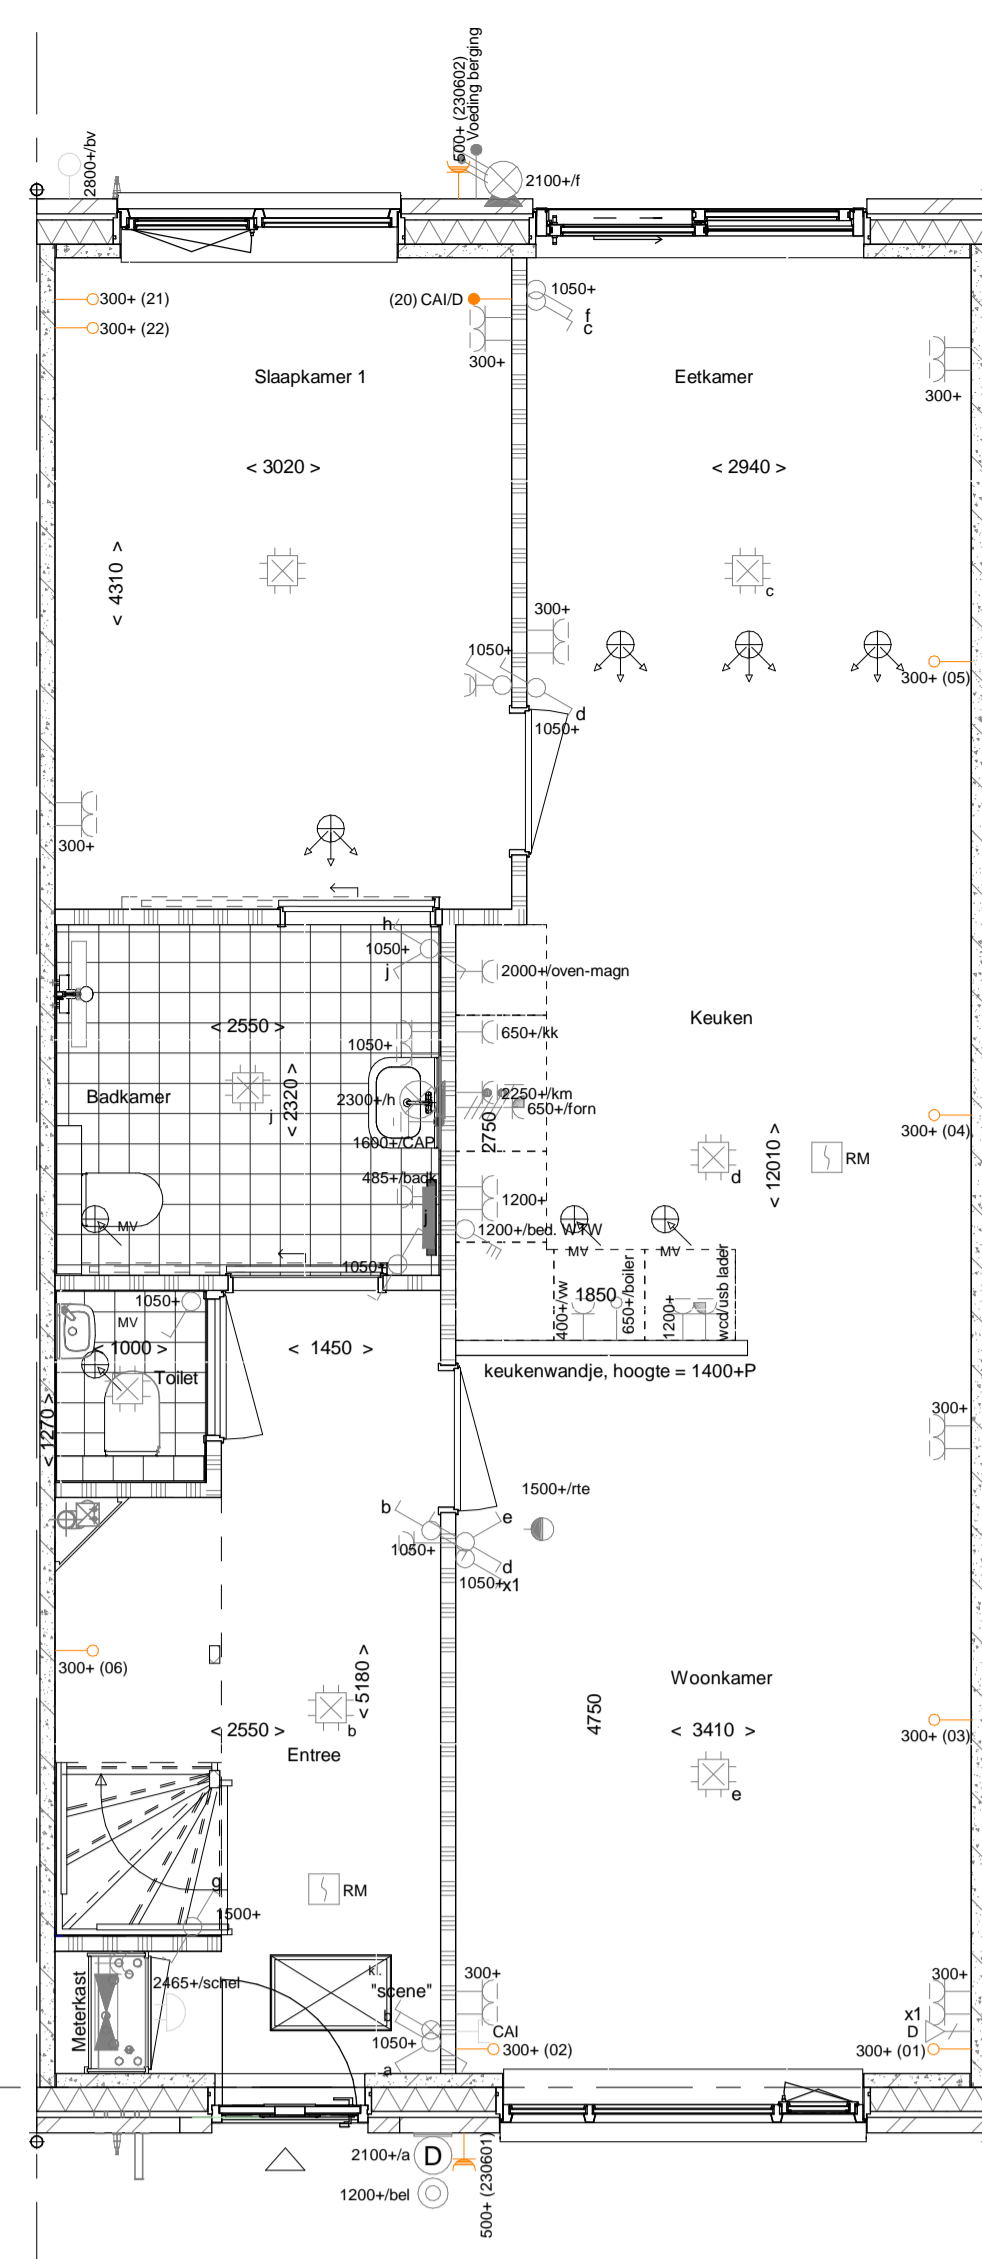 500+ (230602)
Voeding berging
2800+/bv
2100+/f
300+ (21)
(20) CAI/D
1050+
300+ (22)
f
c
300+
Slaapkamer 1
Eetkamer
300+
< 3020 >
< 2940 >
< 4310 >
c
300+
1050+
300+ (05)
d
1050+
300+
h
1050+
j
2000+/oven-magn
Keuken
< 2550 >
650+/kk
1050+
Badkamer
< 2320 >
j
2300+/h
2250+/km
650+/forn
2750
1600+/CAP
300+ (04)
< 12010 >
RM
d
485+/badk
1200+
MV
1200+/bed. WTW
MV
MV
1050+
400+/vw
1850
650+/boiler
1200+
wcd/usb lader
1050+
MV
< 1000 >
< 1450 >
keukenwandje, hoogte = 1400+P
Toilet
< 1270 >
300+
1500+/rte
b
e
1050+
d
1050+
x1
300+ (06)
< 5180 >
Woonkamer
4750
< 2550 >
< 3410 >
b
300+ (03)
Entree
e
g
RM
1500+
Meterkast
2465+/schel
kl.
"scene"
300+
300+
b
x1
CAI
D
1050+
300+ (02)
300+ (01)
a
2100+/a
D
1200+/bel
500+ (230601)